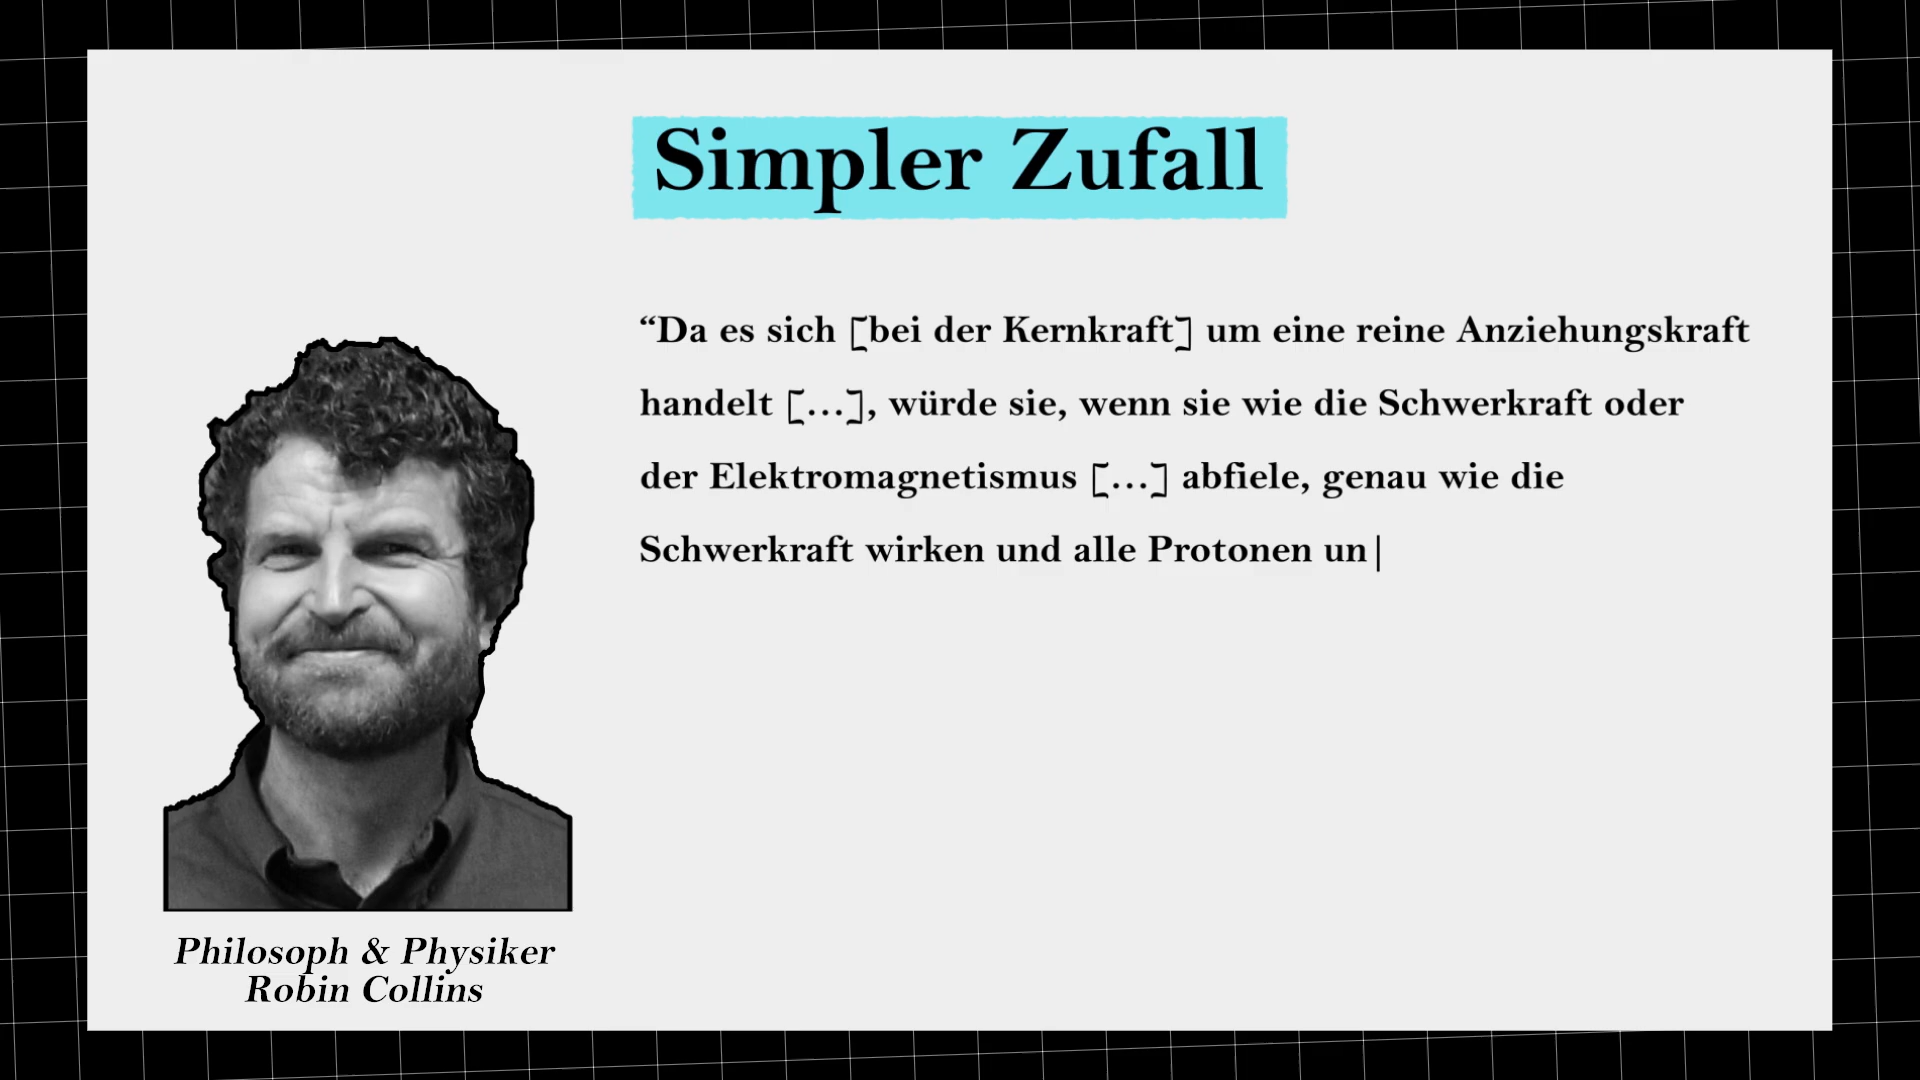 Simpler Zufall
“Da es sich [bei der Kernkraft] um eine reine Anziehungskraft
handelt [...], würde sie, wenn sie wie die Schwerkraft oder
der Elektromagnetismus [...] abfiele, genau wie die
Schwerkraft wirken und alle Protonen un|
Philosoph & Physiker
Robin Collins